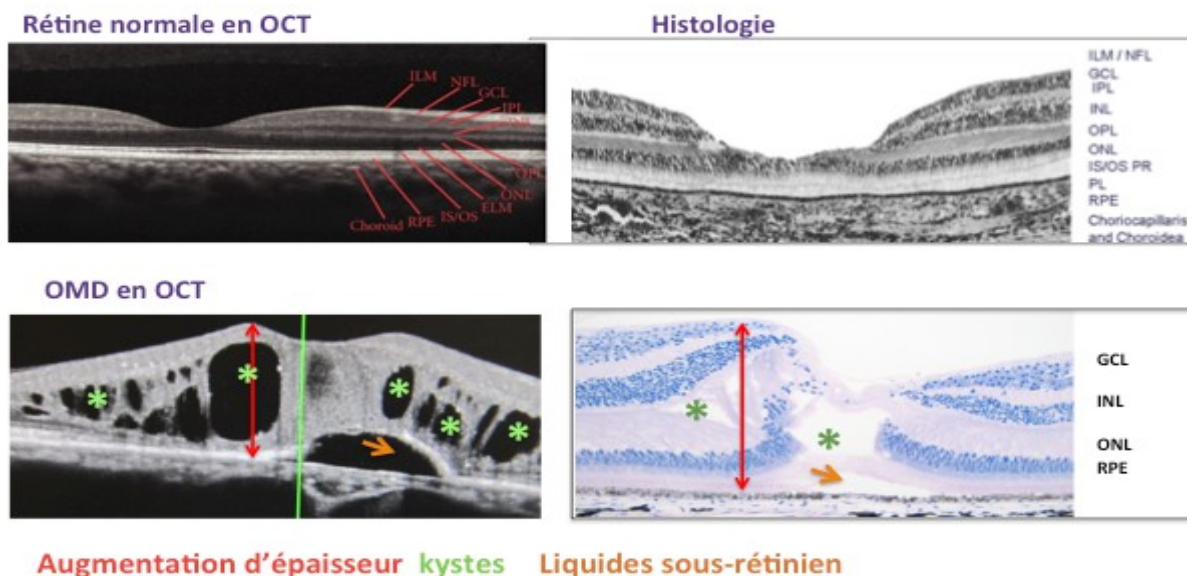 Rétine normale en OCT
Histologie
ILM
NFL
GCL
IPL
OPL
ONL
ELM
IS/OS
RPE
Choroid
ILM / NFL
GCL
IPL
INL
OPL
ONL
IS/OS PR
PL
RPE
Choriocapillaris
and Choroidea
OMD en OCT
*
*
*
*
*
*
*
GCL
INL
ONL
RPE
Augmentation d'épaisseur kystes Liquides sous-rétinien